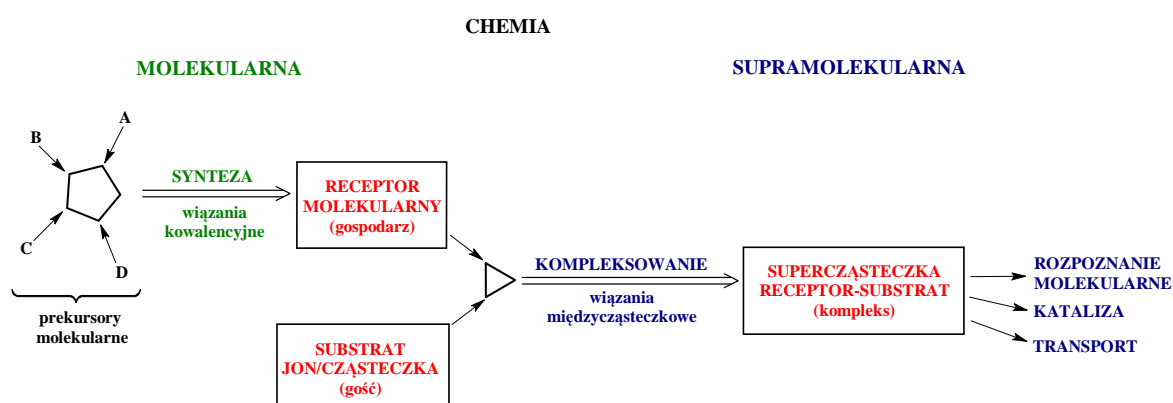 CHEMIA
MOLEKULARNA
SUPRAMOLEKULARNA
A
B
C
D
prekursory
molekularne
SYNTEZA
wiązania
kowalencyjne
RECEPTOR
MOLEKULARNY
(gospodarz)
SUBSTRAT
JON/CZĄSTECZKA
(gość)
KOMPLEKSOWANIE
wiązania
międzycząsteczkowe
SUPERCZĄSTECZKA
RECEPTOR-SUBSTRAT
(kompleks)
ROZPOZNANIE
MOLEKULARNE
KATALIZA
TRANSPORT